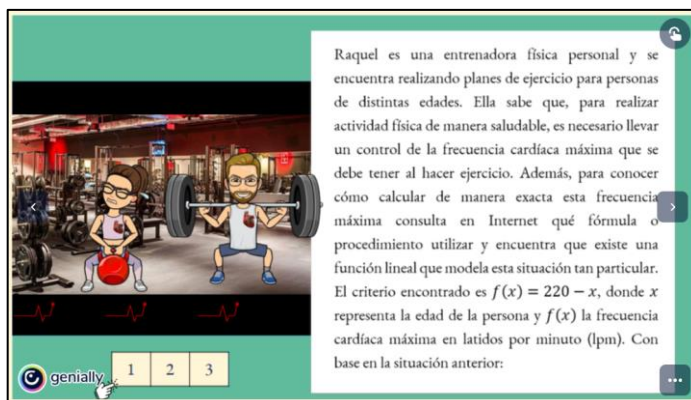 Raquel es una entrenadora física personal y se
encuentra realizando planes de ejercicio para personas
de distintas edades. Ella sabe que, para realizar
actividad física de manera saludable, es necesario llevar
un control de la frecuencia cardíaca máxima que se
debe tener al hacer ejercicio. Además, para conocer
cómo calcular de manera exacta esta frecuencia
máxima consulta en Internet qué fórmula o
procedimiento utilizar y encuentra que existe una
función lineal que modela esta situación tan particular.
El criterio encontrado es f(x) = 220 − x, donde x
representa la edad de la persona y f(x) la frecuencia
cardíaca máxima en latidos por minuto (lpm). Con
base en la situación anterior:
genially
1 2 3